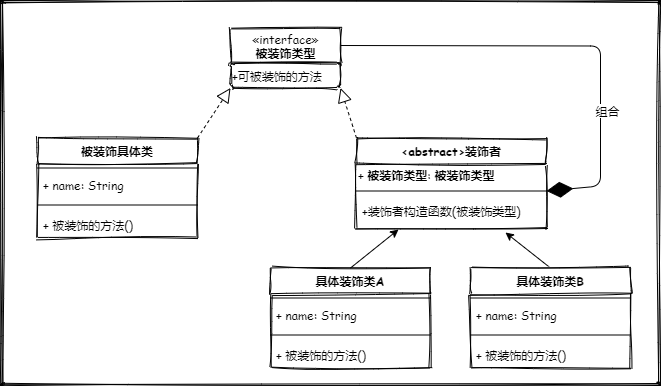 «interface»
被装饰类型
+可被装饰的方法
组合
被装饰具体类
+ name: String
+ 被装饰的方法()
<abstract>装饰者
+ 被装饰类型: 被装饰类型
+装饰者构造函数(被装饰类型)
具体装饰类A
+ name: String
+ 被装饰的方法()
具体装饰类B
+ name: String
+ 被装饰的方法()